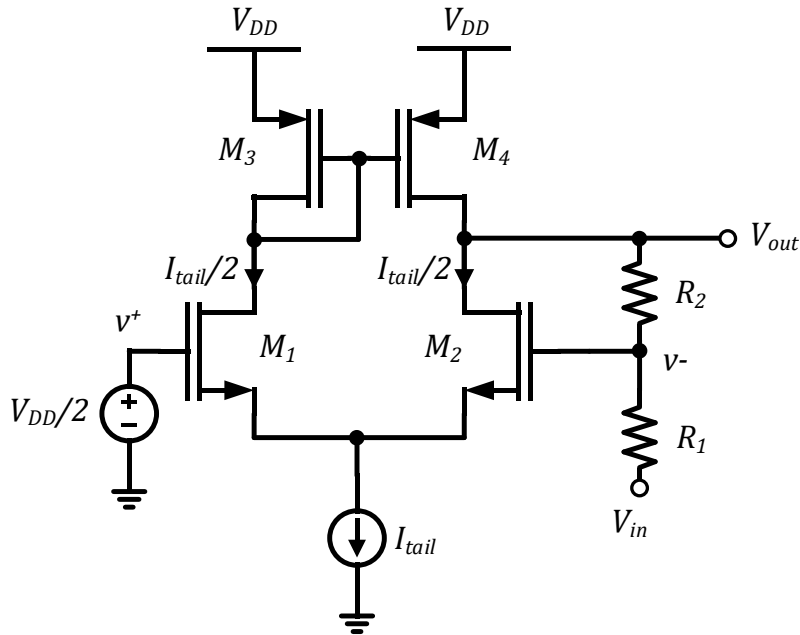 V_DD V_DD
M_3 M_4
V_out
I_tail/2 I_tail/2
R_2
v^+
M_1 M_2
v-
V_DD/2
R_1
V_in
I_tail